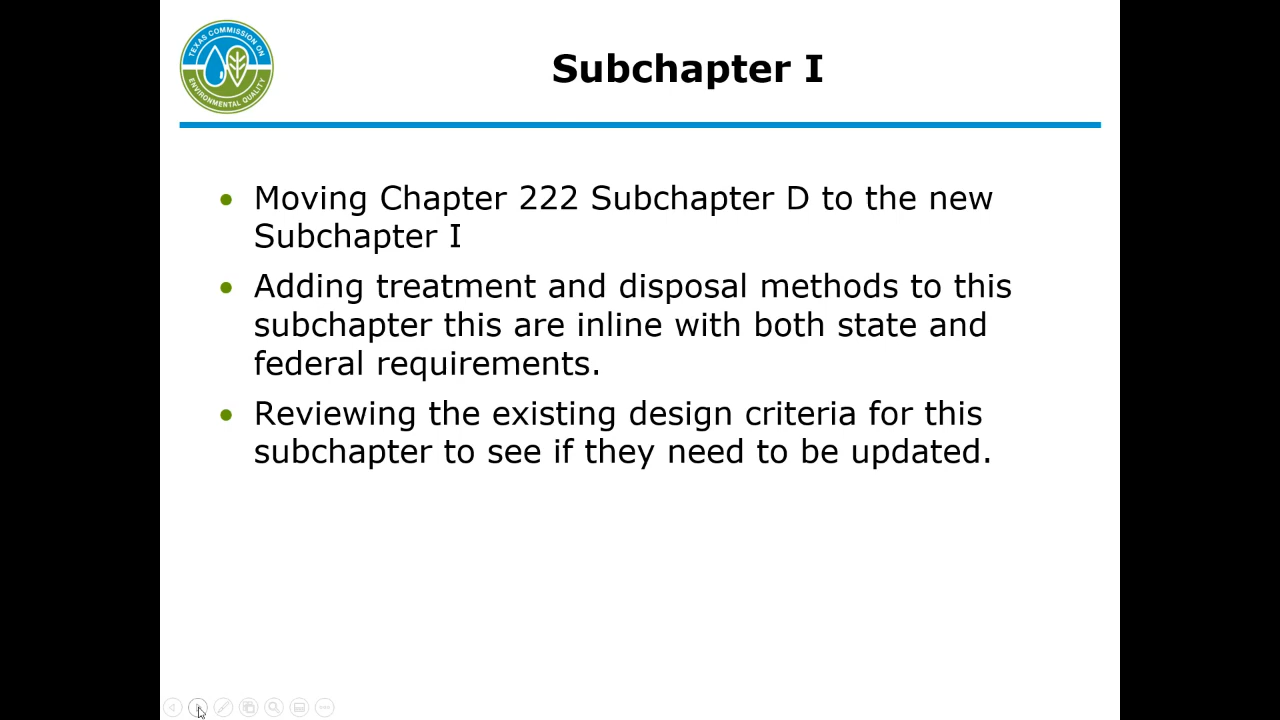 TEXAS COMMISSION ON
ENVIRONMENTAL QUALITY
Subchapter I
Moving Chapter 222 Subchapter D to the new
Subchapter I
Adding treatment and disposal methods to this
subchapter this are inline with both state and
federal requirements.
Reviewing the existing design criteria for this
subchapter to see if they need to be updated.